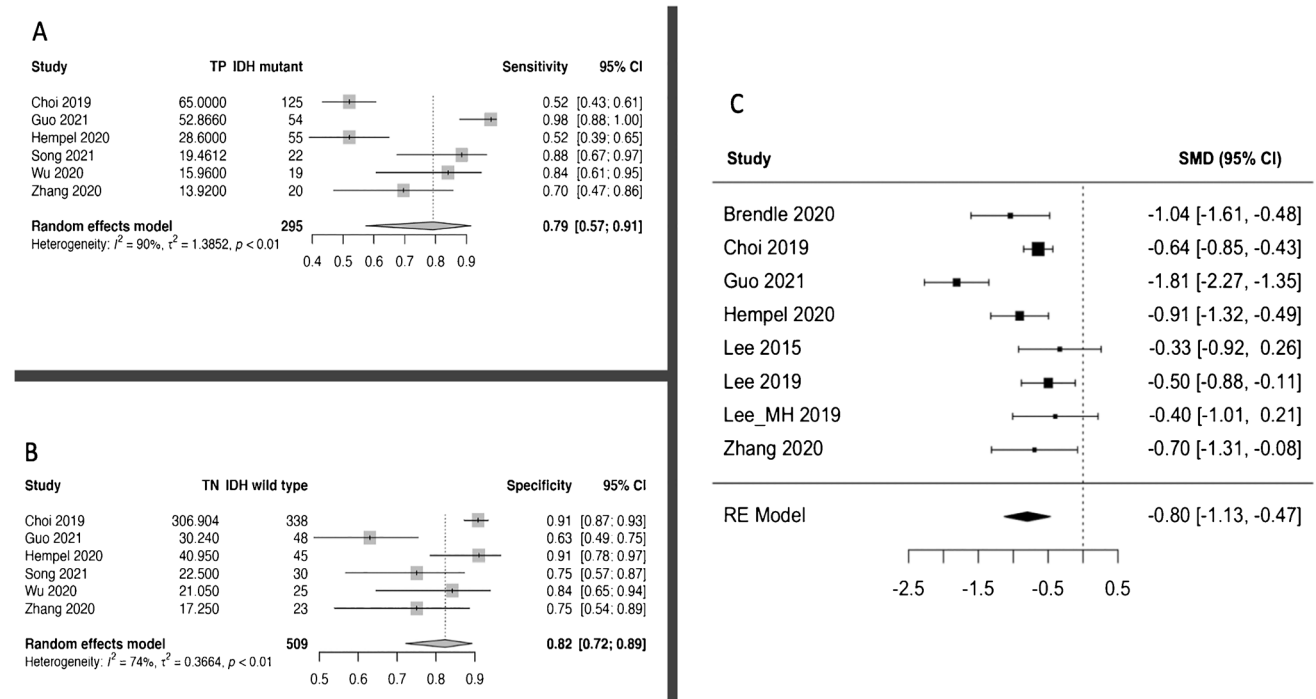 A
Study TP IDH mutant Sensitivity 95% CI
Choi 2019 65.0000 125 0.52 [0.43; 0.61]
Guo 2021 52.8660 54 0.98 [0.88; 1.00]
Hempel 2020 28.6000 55 0.52 [0.39; 0.65]
Song 2021 19.4612 22 0.88 [0.67; 0.97]
Wu 2020 15.9600 19 0.84 [0.61; 0.95]
Zhang 2020 13.9200 20 0.70 [0.47; 0.86]
Random effects model 295 0.79 [0.57; 0.91]
Heterogeneity: I² = 90%, τ² = 1.3852, p < 0.01
0.4 0.5 0.6 0.7 0.8 0.9
B
Study TN IDH wild type Specificity 95% CI
Choi 2019 306.904 338 0.91 [0.87; 0.93]
Guo 2021 30.240 48 0.63 [0.49; 0.75]
Hempel 2020 40.950 45 0.91 [0.78; 0.97]
Song 2021 22.500 30 0.75 [0.57; 0.87]
Wu 2020 21.050 25 0.84 [0.65; 0.94]
Zhang 2020 17.250 23 0.75 [0.54; 0.89]
Random effects model 509 0.82 [0.72; 0.89]
Heterogeneity: I² = 74%, τ² = 0.3664, p < 0.01
0.5 0.6 0.7 0.8 0.9
C
Study SMD (95% CI)
Brendle 2020 -1.04 [-1.61, -0.48]
Choi 2019 -0.64 [-0.85, -0.43]
Guo 2021 -1.81 [-2.27, -1.35]
Hempel 2020 -0.91 [-1.32, -0.49]
Lee 2015 -0.33 [-0.92, 0.26]
Lee 2019 -0.50 [-0.88, -0.11]
Lee_MH 2019 -0.40 [-1.01, 0.21]
Zhang 2020 -0.70 [-1.31, -0.08]
RE Model -0.80 [-1.13, -0.47]
-2.5 -1.5 -0.5 0.5